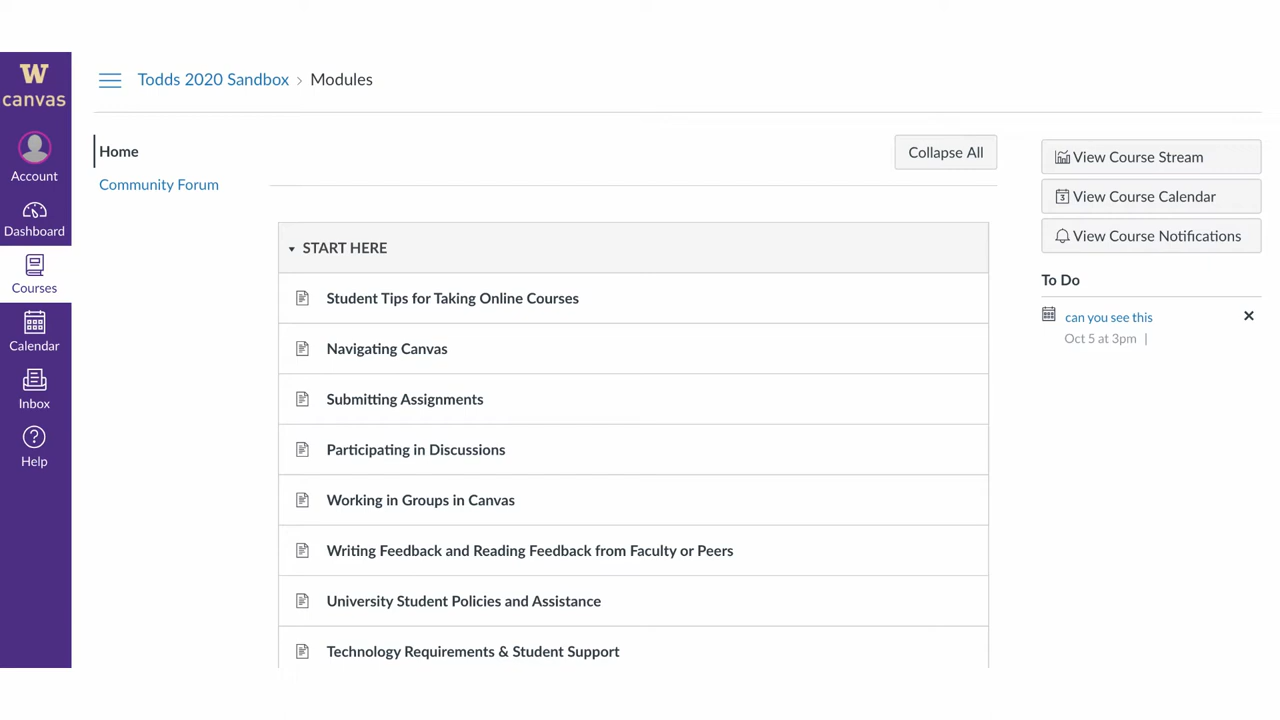 W
canvas
Account
Dashboard
Courses
Calendar
Inbox
Help
Todds 2020 Sandbox › Modules
Home
Community Forum
Collapse All
START HERE
Student Tips for Taking Online Courses
Navigating Canvas
Submitting Assignments
Participating in Discussions
Working in Groups in Canvas
Writing Feedback and Reading Feedback from Faculty or Peers
University Student Policies and Assistance
Technology Requirements & Student Support
View Course Stream
3 View Course Calendar
View Course Notifications
To Do
can you see this
Oct 5 at 3pm |